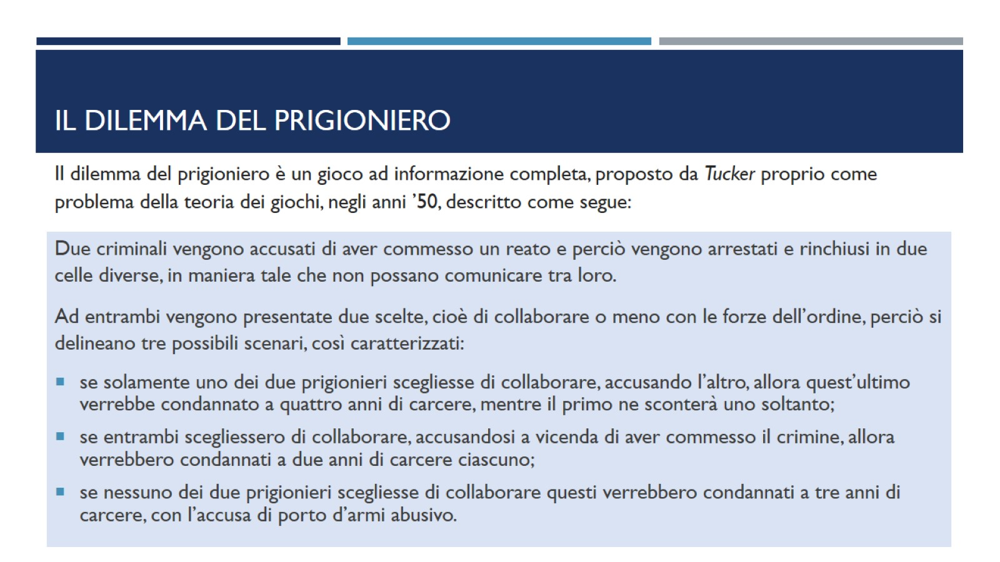 IL DILEMMA DEL PRIGIONIERO
Il dilemma del prigioniero è un gioco ad informazione completa, proposto da Tucker proprio come
problema della teoria dei giochi, negli anni ’50, descritto come segue:
Due criminali vengono accusati di aver commesso un reato e perciò vengono arrestati e rinchiusi in due
celle diverse, in maniera tale che non possano comunicare tra loro.
Ad entrambi vengono presentate due scelte, cioè di collaborare o meno con le forze dell’ordine, perciò si
delineano tre possibili scenari, così caratterizzati:
▪ se solamente uno dei due prigionieri scegliesse di collaborare, accusando l’altro, allora quest’ultimo
verrebbe condannato a quattro anni di carcere, mentre il primo ne sconterà uno soltanto;
▪ se entrambi scegliessero di collaborare, accusandosi a vicenda di aver commesso il crimine, allora
verrebbero condannati a due anni di carcere ciascuno;
▪ se nessuno dei due prigionieri scegliesse di collaborare questi verrebbero condannati a tre anni di
carcere, con l’accusa di porto d’armi abusivo.